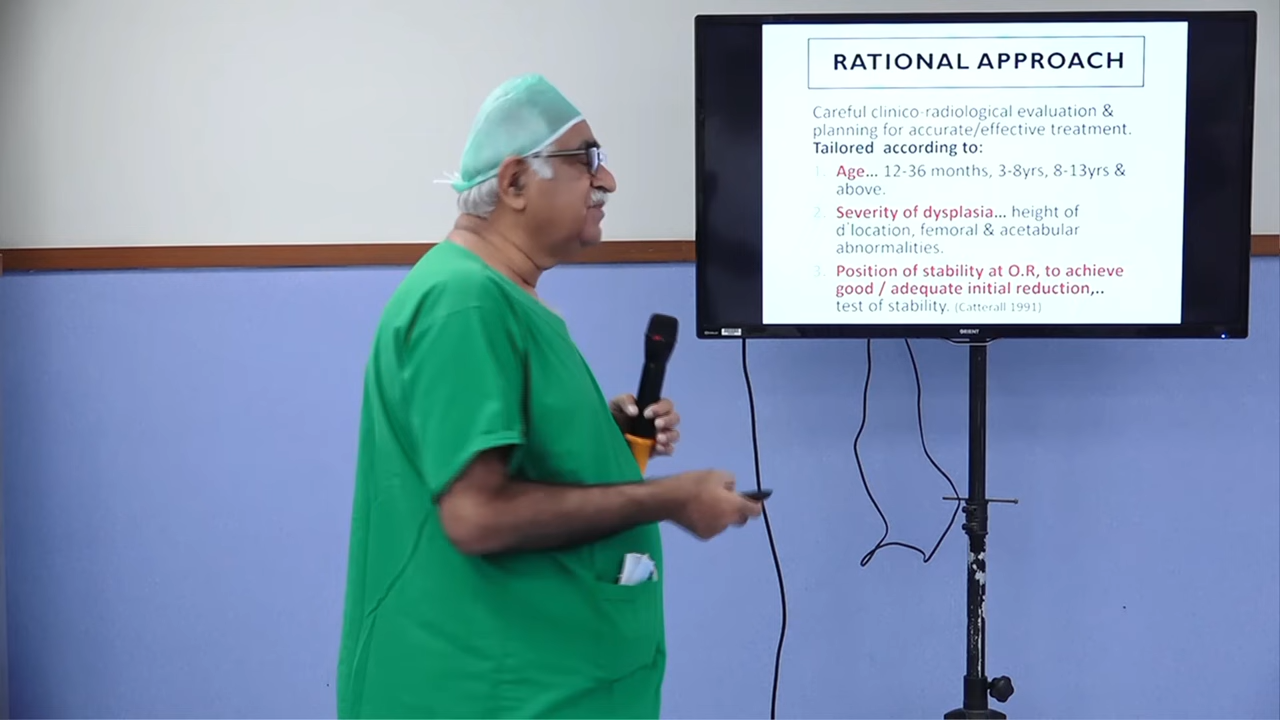 RATIONAL APPROACH
Careful clinico-radiological evaluation &
planning for accurate/effective treatment.
Tailored according to:
1. Age... 12-36 months, 3-8yrs, 8-13yrs &
above.
2. Severity of dysplasia... height of
d`location, femoral & acetabular
abnormalities.
3. Position of stability at O.R, to achieve
good / adequate initial reduction,..
test of stability. (Catterall 1991)
ORIENT